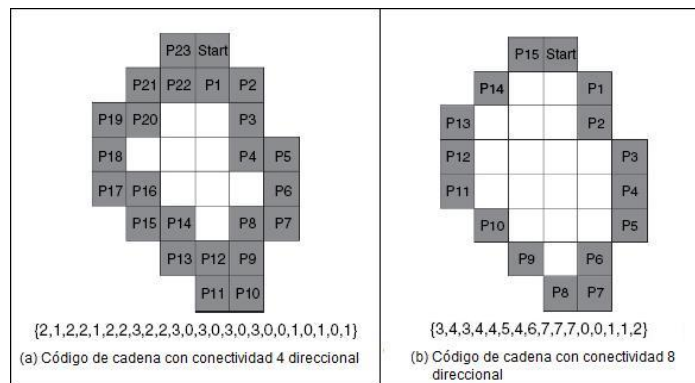 P23 Start
P21 P22 P1 P2
P19 P20 P3
P18 P4 P5
P17 P16 P6
P15 P14 P8 P7
P13 P12 P9
P11 P10
{2,1,2,2,1,2,2,3,2,2,3,0,3,0,3,0,3,0,0,1,0,1,0,1}
(a) Código de cadena con conectividad 4 direccional
P15 Start
P14 P1
P13 P2
P12 P3
P11 P4
P10 P5
P9 P6
P8 P7
{3,4,3,4,4,5,4,6,7,7,7,0,0,1,1,2}
(b) Código de cadena con conectividad 8
direccional